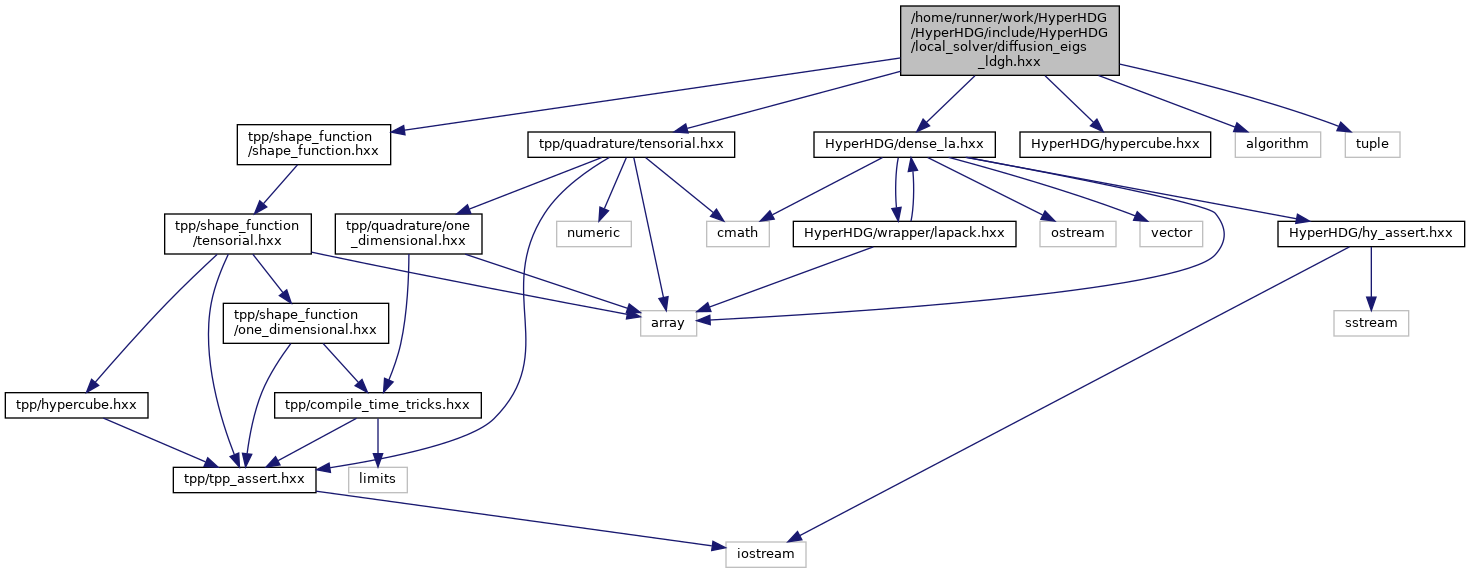 /home/runner/work/HyperHDG
/HyperHDG/include/HyperHDG
/local_solver/diffusion_eigs
_ldgh.hxx
tpp/shape_function
/shape_function.hxx
tpp/quadrature/tensorial.hxx
HyperHDG/dense_la.hxx
HyperHDG/hypercube.hxx
algorithm
tuple
tpp/shape_function
/tensorial.hxx
tpp/quadrature/one
_dimensional.hxx
numeric
cmath
HyperHDG/wrapper/lapack.hxx
ostream
vector
HyperHDG/hy_assert.hxx
tpp/shape_function
/one_dimensional.hxx
array
sstream
tpp/hypercube.hxx
tpp/compile_time_tricks.hxx
tpp/tpp_assert.hxx
limits
iostream